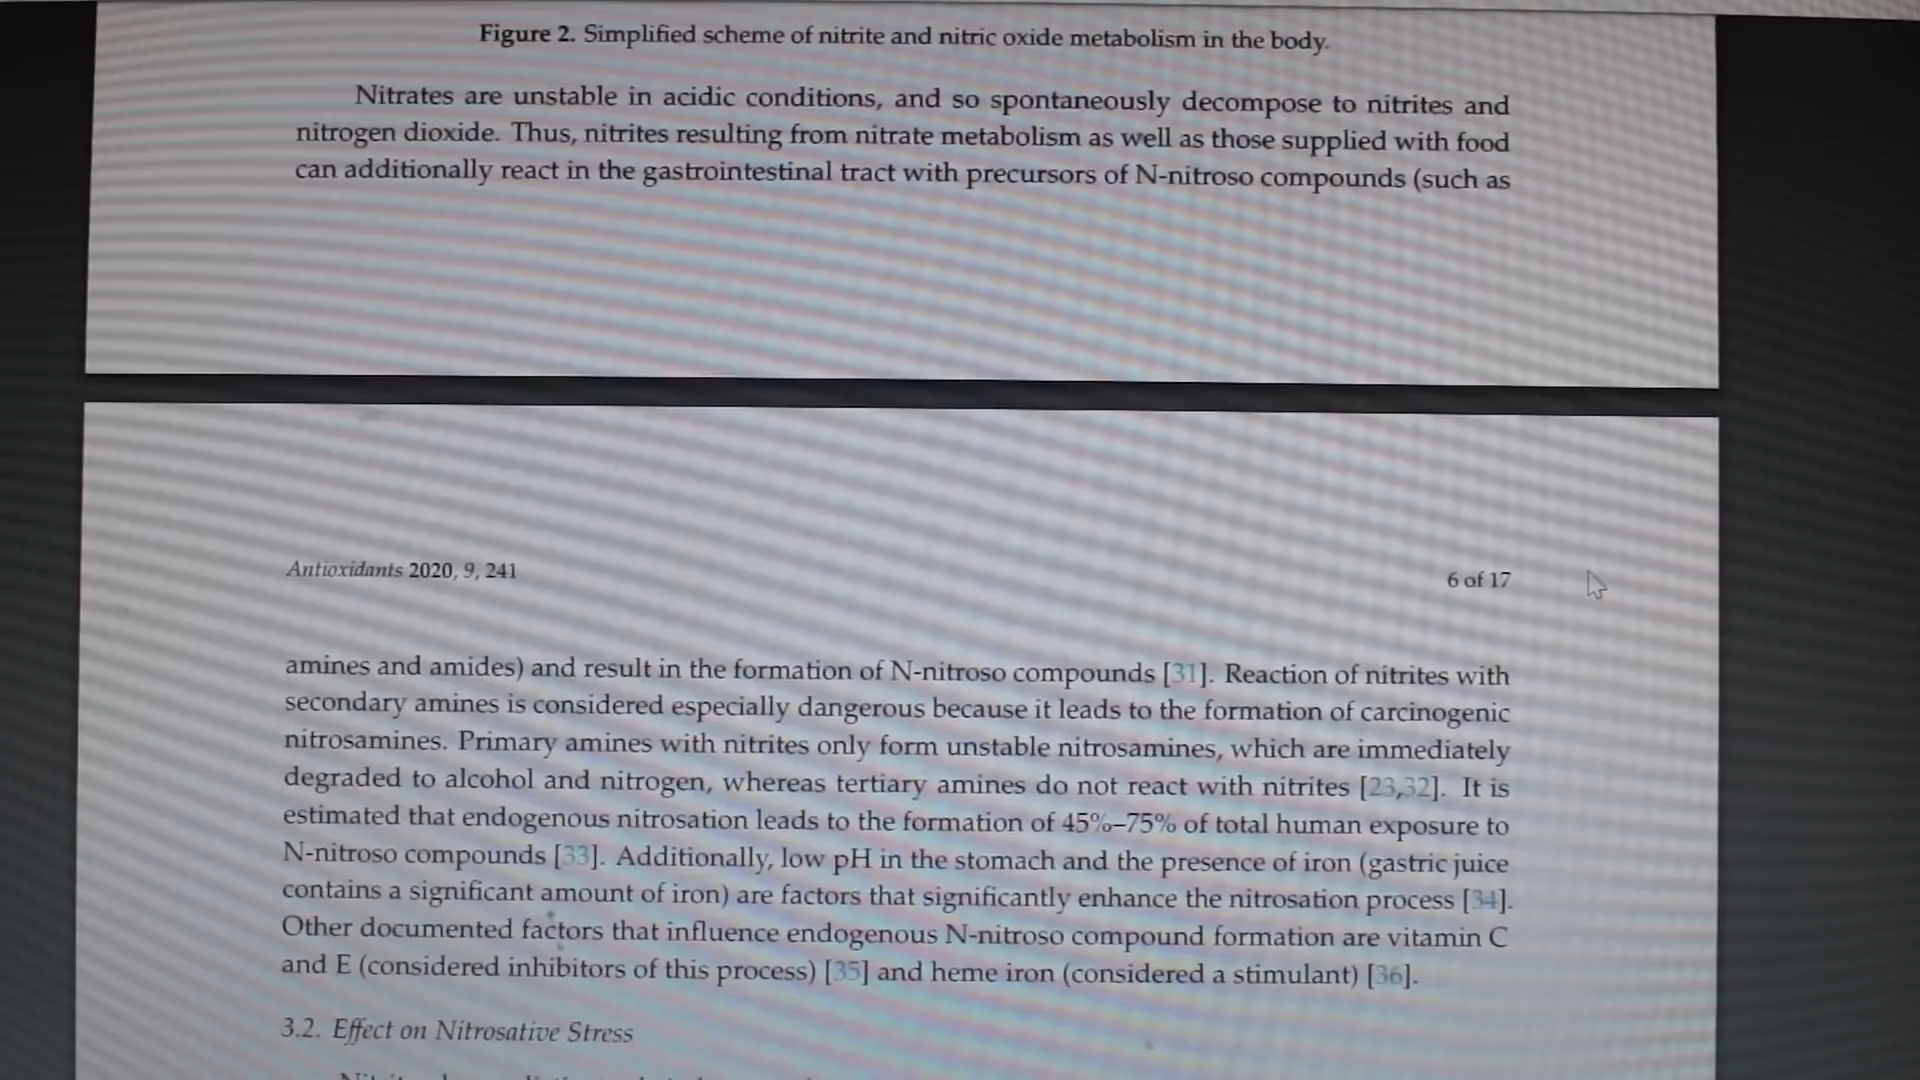 Figure 2. Simplified scheme of nitrite and nitric oxide metabolism in the body.
Nitrates are unstable in acidic conditions, and so spontaneously decompose to nitrites and
nitrogen dioxide. Thus, nitrites resulting from nitrate metabolism as well as those supplied with food
can additionally react in the gastrointestinal tract with precursors of N-nitroso compounds (such as
Antioxidants 2020, 9, 241
6 of 17
amines and amides) and result in the formation of N-nitroso compounds [31]. Reaction of nitrites with
secondary amines is considered especially dangerous because it leads to the formation of carcinogenic
nitrosamines. Primary amines with nitrites only form unstable nitrosamines, which are immediately
degraded to alcohol and nitrogen, whereas tertiary amines do not react with nitrites [23,32]. It is
estimated that endogenous nitrosation leads to the formation of 45%–75% of total human exposure to
N-nitroso compounds [33]. Additionally, low pH in the stomach and the presence of iron (gastric juice
contains a significant amount of iron) are factors that significantly enhance the nitrosation process [34].
Other documented factors that influence endogenous N-nitroso compound formation are vitamin C
and E (considered inhibitors of this process) [35] and heme iron (considered a stimulant) [36].
3.2. Effect on Nitrosative Stress